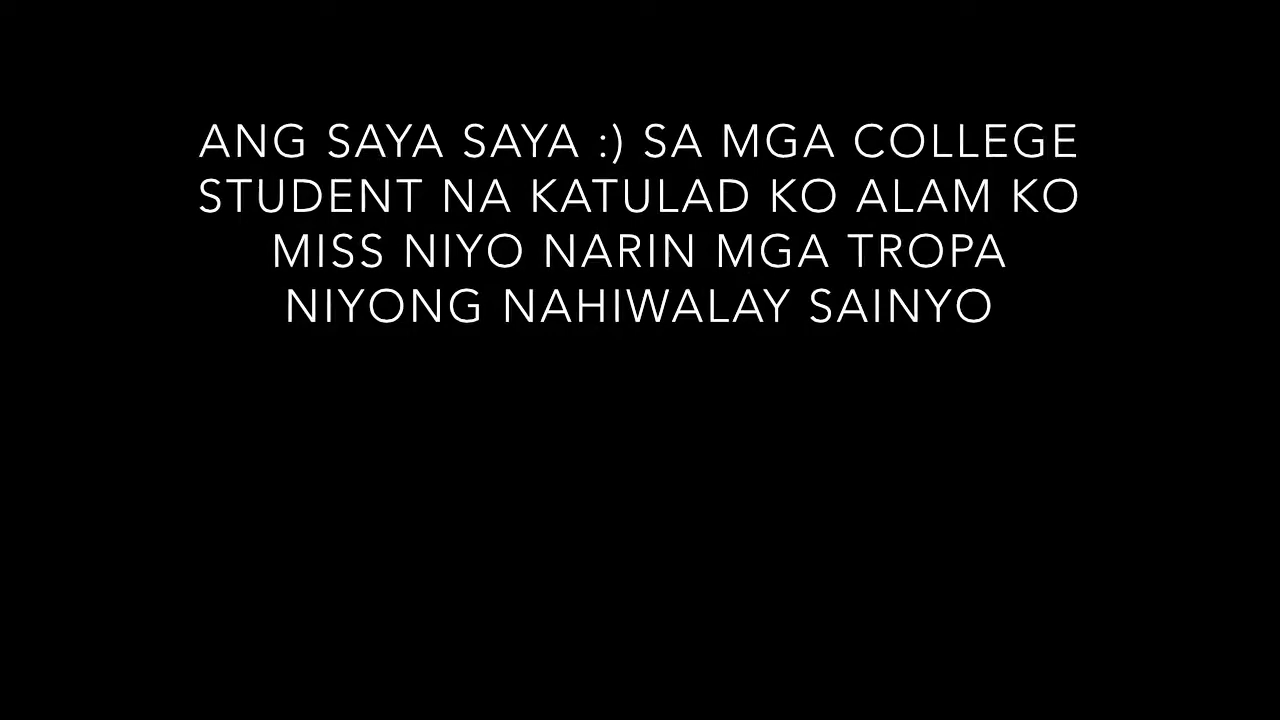 ANG SAYA SAYA :) SA MGA COLLEGE
STUDENT NA KATULAD KO ALAM KO
MISS NIYO NARIN MGA TROPA
NIYONG NAHIWALAY SAINYO